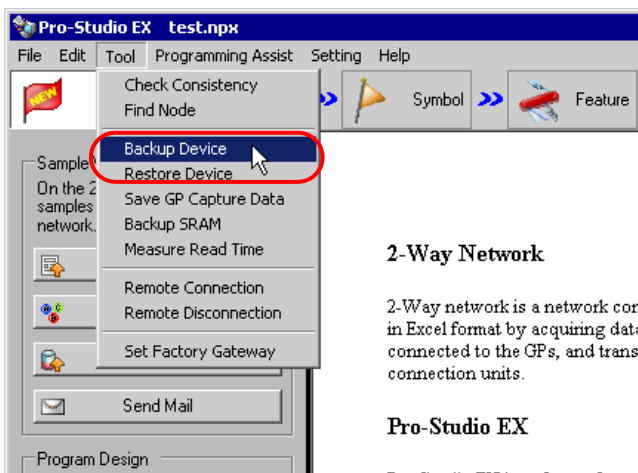 Pro-Studio EX test.npx
File Edit Tool Programming Assist Setting Help
NEW
Symbol
Feature
Check Consistency
Find Node
Backup Device
Restore Device
Save GP Capture Data
Backup SRAM
Measure Read Time
Remote Connection
Remote Disconnection
Set Factory Gateway
Sample
On the 2
samples
network.
Send Mail
Program Design
2-Way Network
2-Way network is a network con
in Excel format by acquiring data
connected to the GPs, and trans
connection units.
Pro-Studio EX